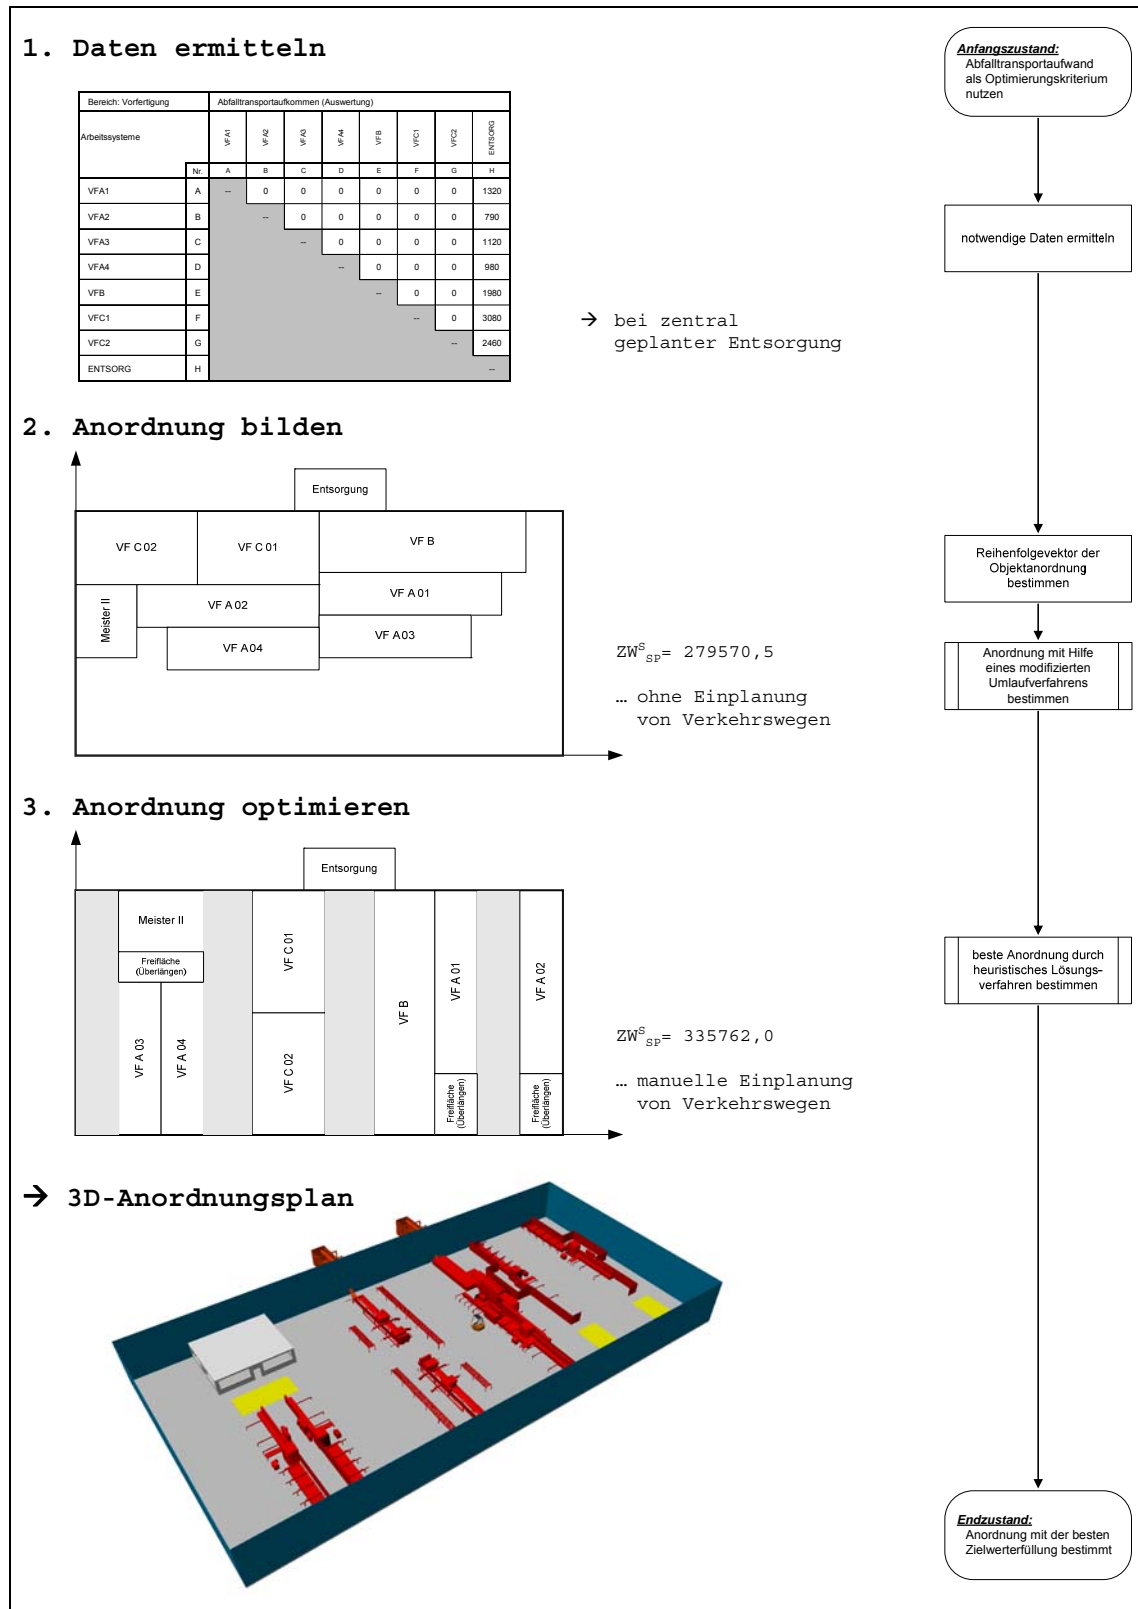 1. Daten ermitteln
Bereich: Vorfertigung Abfalltransportaufkommen (Auswertung)
Arbeitssysteme VFA1 VFA2 VFA3 VFA4 VFB VFC1 VFC2 ENTSORG
Nr. A B C D E F G H
VFA1 A -- 0 0 0 0 0 0 1320
VFA2 B -- 0 0 0 0 0 790
VFA3 C -- 0 0 0 0 1120
VFA4 D -- 0 0 0 980
VFB E -- 0 0 1980
VFC1 F -- 0 3080
VFC2 G -- 2460
ENTSORG H --
→ bei zentral
geplanter Entsorgung
2. Anordnung bilden
Entsorgung
VF C 02
VF C 01
VF B
Meister II
VF A 02
VF A 01
VF A 04
VF A 03
ZW^S_SP= 279570,5
… ohne Einplanung
von Verkehrswegen
3. Anordnung optimieren
Entsorgung
Meister II
Freifläche
(Überlängen)
VF A 03
VF A 04
VF C 01
VF C 02
VF B
VF A 01
Freifläche
(Überlängen)
VF A 02
Freifläche
(Überlängen)
ZW^S_SP= 335762,0
… manuelle Einplanung
von Verkehrswegen
→ 3D-Anordnungsplan
Anfangszustand:
Abfalltransportaufwand
als Optimierungskriterium
nutzen
notwendige Daten ermitteln
Reihenfolgevektor der
Objektanordnung
bestimmen
Anordnung mit Hilfe
eines modifizierten
Umlaufverfahrens
bestimmen
beste Anordnung durch
heuristisches Lösungs-
verfahren bestimmen
Endzustand:
Anordnung mit der besten
Zielwerterfüllung bestimmt